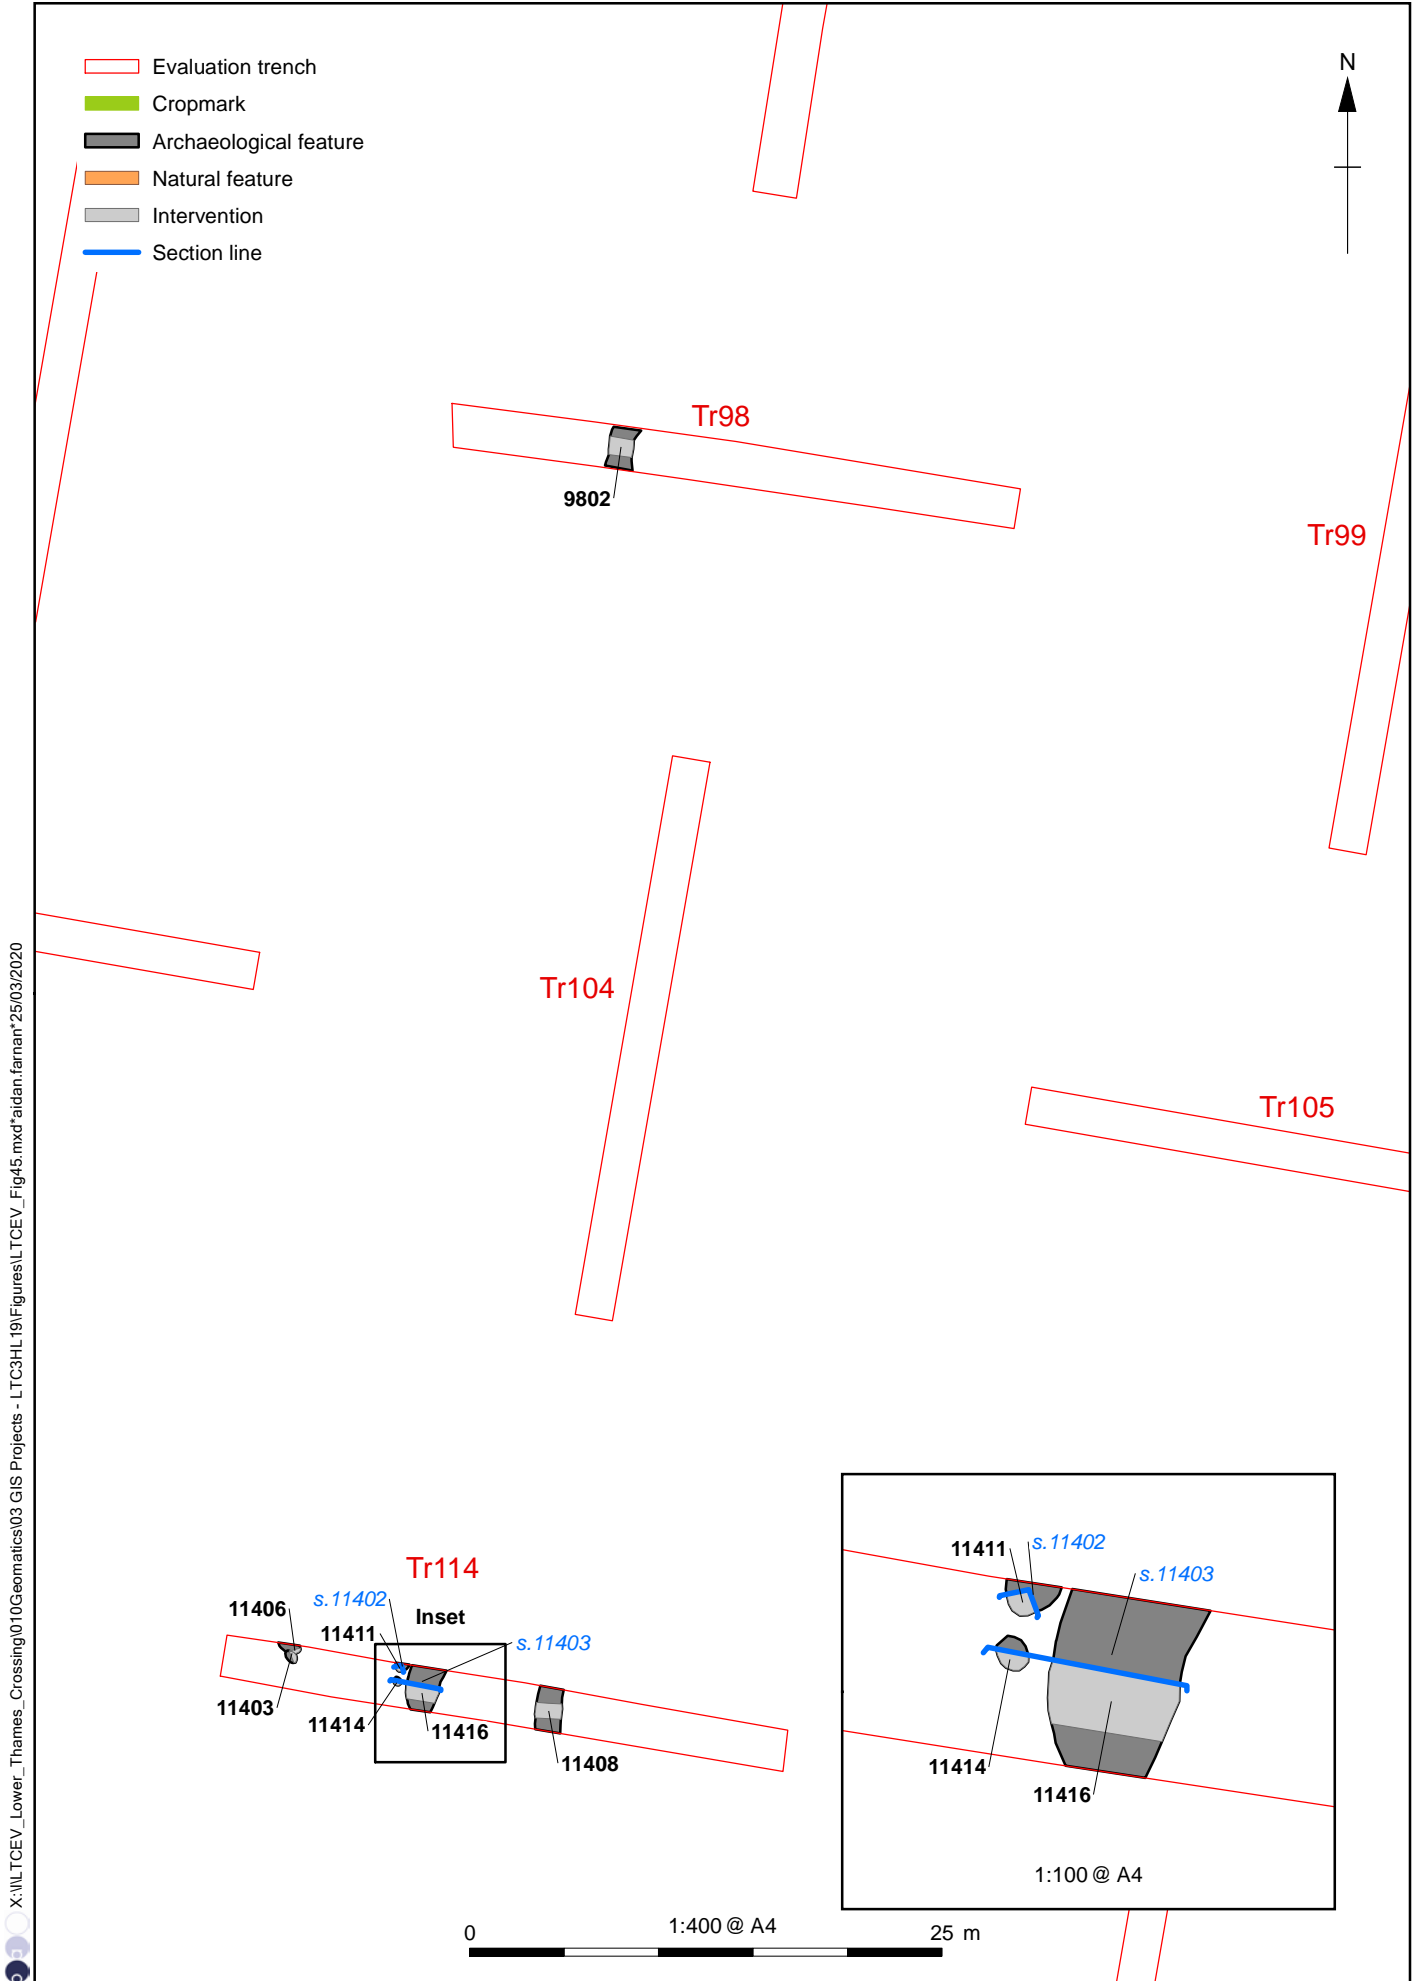 Evaluation trench
Cropmark
Archaeological feature
Natural feature
Intervention
Section line
N
Tr98
9802
Tr99
Tr104
Tr105
Tr114
s.11402
11406
Inset
11411
s.11403
11403
11414
11416
11408
11411
s.11402
s.11403
11414
11416
1:100 @ A4
0
1:400 @ A4
25 m
X:\l\LTCEV_Lower_Thames_Crossing\010Geomatics\03 GIS Projects - LTC3HL19\Figures\LTCEV_Fig45.mxd*aidan.farnan*25/03/2020